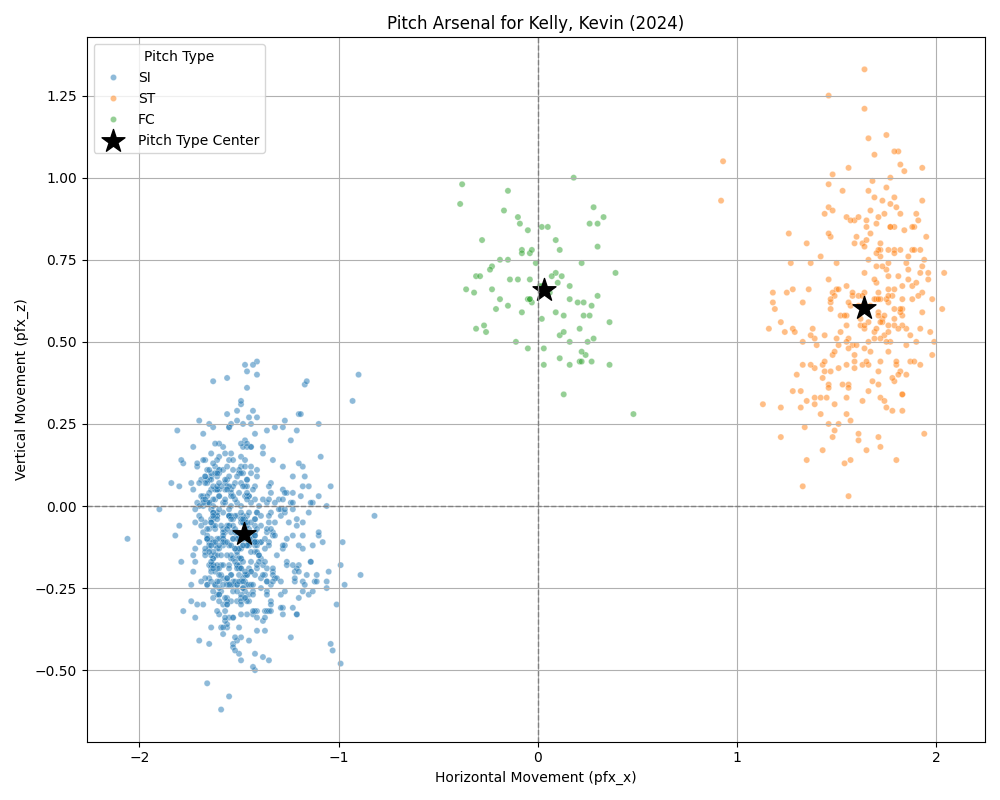 Pitch Arsenal for Kelly, Kevin (2024)
Pitch Type
SI
ST
FC
Pitch Type Center
Vertical Movement (pfx_z)
1.25
1.00
0.75
0.50
0.25
0.00
−0.25
−0.50
−2
−1
0
1
2
Horizontal Movement (pfx_x)